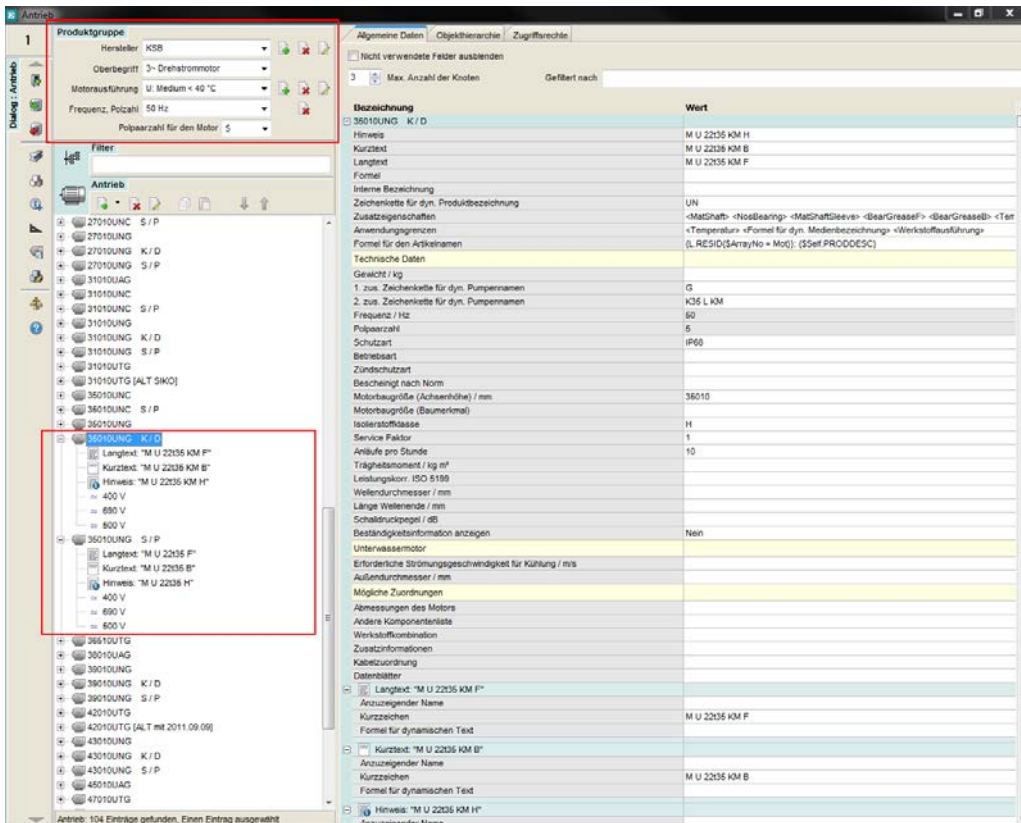 Antrieb
1
Dialog : Antrieb
Produktgruppe
Hersteller KSB
Oberbegriff 3~ Drehstrommotor
Motorausführung U: Medium < 40 °C
Frequenz, Polzahl 50 Hz
Polpaarzahl für den Motor 5
Filter
Antrieb
27010UNC S / P
27010UNG
27010UNG K / D
27010UNG S / P
31010UAG
31010UNC
31010UNC S / P
31010UNG
31010UNG K / D
31010UNG S / P
31010UTG
31010UTG [ALT SIKO]
35010UNC
35010UNC S / P
35010UNG
35010UNG K / D
Langtext: "M U 22t35 KM F"
Kurztext: "M U 22t35 KM B"
Hinweis: "M U 22t35 KM H"
400 V
690 V
500 V
35010UNG S / P
Langtext: "M U 22t35 F"
Kurztext: "M U 22t35 B"
Hinweis: "M U 22t35 H"
400 V
690 V
500 V
36510UTG
38010UAG
39010UNG
39010UNG K / D
39010UNG S / P
42010UTG
42010UTG [ALT mit 2011.09.09]
43010UNG
43010UNG K / D
43010UNG S / P
45010UAG
47010UTG
Antrieb: 104 Einträge gefunden, Einen Eintrag ausgewählt
Allgemeine Daten Objekthierarchie Zugriffsrechte
Nicht verwendete Felder ausblenden
3 Max. Anzahl der Knoten Gefiltert nach
Bezeichnung Wert
35010UNG K / D
Hinweis M U 22t35 KM H
Kurztext M U 22t35 KM B
Langtext M U 22t35 KM F
Formel
Interne Bezeichnung
Zeichenkette für dyn. Produktbezeichnung UN
Zusatzeigenschaften <MatShaft> <NosBearing> <MatShaftSleeve> <BearGreaseF> <BearGreaseB> <Tem
Anwendungsgrenzen <Temperatur> <Formel für dyn. Medienbezeichnung> <Werkstoffausführung>
Formel für den Artikelnamen {L.RESID($ArrayNo = Mot)}: {$Self.PRODDESC}
Technische Daten
Gewicht / kg
1. zus. Zeichenkette für dyn. Pumpennamen G
2. zus. Zeichenkette für dyn. Pumpennamen K35 L KM
Frequenz / Hz 50
Polpaarzahl 5
Schutzart IP68
Betriebsart
Zündschutzart
Bescheinigt nach Norm
Motorbaugröße (Achsenhöhe) / mm 35010
Motorbaugröße (Baumerkmal)
Isolierstoffklasse H
Service Faktor 1
Anläufe pro Stunde 10
Trägheitsmoment / kg m²
Leistungskorr. ISO 5199
Wellendurchmesser / mm
Länge Wellenende / mm
Schalldruckpegel / dB
Beständigkeitsinformation anzeigen Nein
Unterwassermotor
Erforderliche Strömungsgeschwindigkeit für Kühlung / m/s
Außendurchmesser / mm
Mögliche Zuordnungen
Abmessungen des Motors
Andere Komponentenliste
Werkstoffkombination
Zusatzinformationen
Kabelzuordnung
Datenblätter
Langtext: "M U 22t35 KM F"
Anzuzeigender Name
Kurzzeichen M U 22t35 KM F
Formel für dynamischen Text
Kurztext: "M U 22t35 KM B"
Anzuzeigender Name
Kurzzeichen M U 22t35 KM B
Formel für dynamischen Text
Hinweis: "M U 22t35 KM H"
Anzuzeigender Name